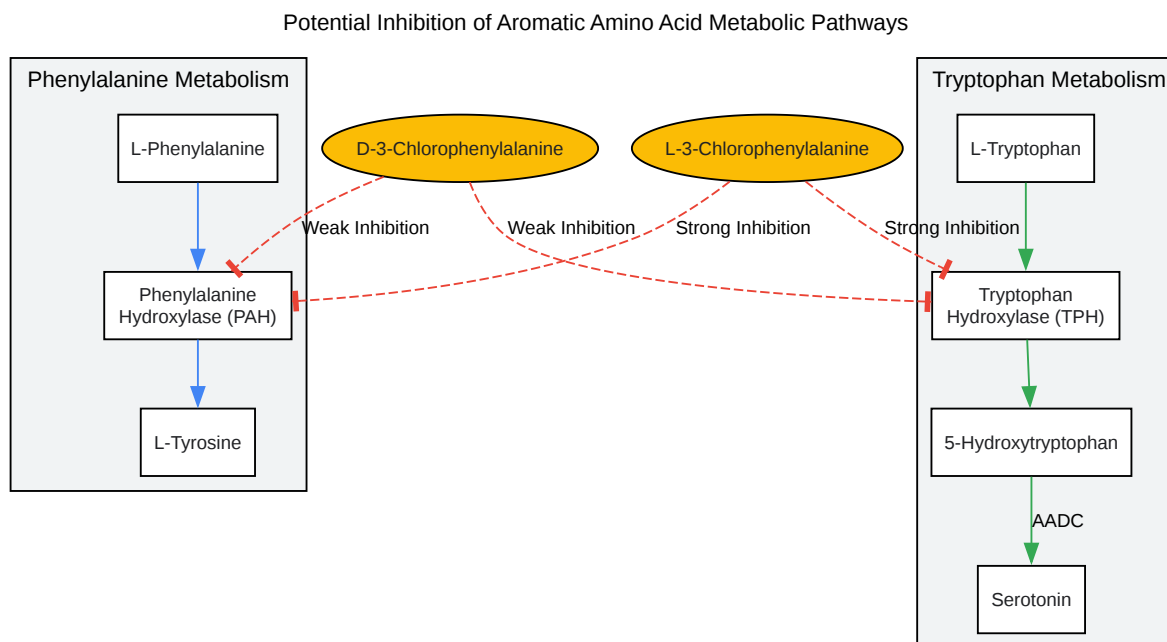 Potential Inhibition of Aromatic Amino Acid Metabolic Pathways
Phenylalanine Metabolism
Tryptophan Metabolism
L-Phenylalanine
D-3-Chlorophenylalanine
L-3-Chlorophenylalanine
L-Tryptophan
Weak Inhibition
Weak Inhibition
Strong Inhibition
Strong Inhibition
Phenylalanine
Hydroxylase (PAH)
Tryptophan
Hydroxylase (TPH)
L-Tyrosine
5-Hydroxytryptophan
AADC
Serotonin